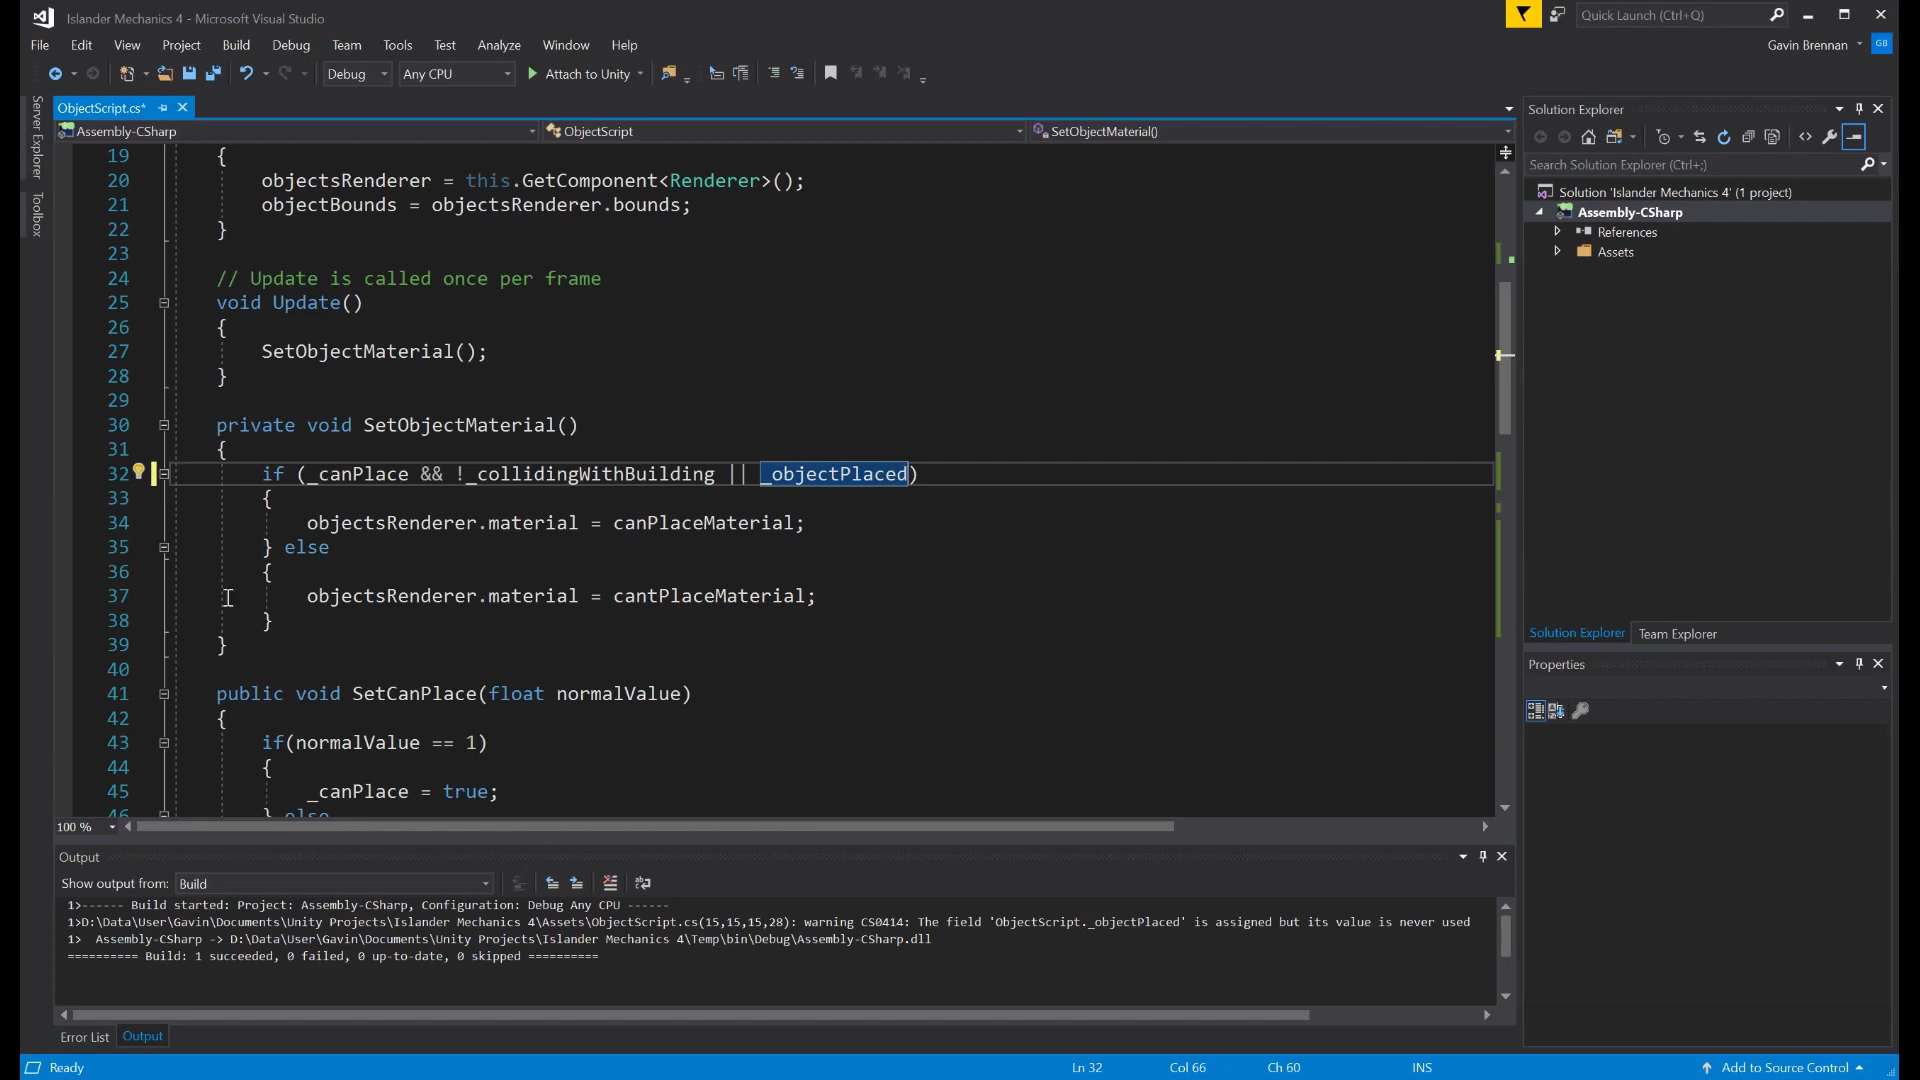 Islander Mechanics 4 - Microsoft Visual Studio
Quick Launch (Ctrl+Q)
File Edit View Project Build Debug Team Tools Test Analyze Window Help
Gavin Brennan GB
Debug Any CPU Attach to Unity
Server Explorer
Toolbox
ObjectScript.cs*
Assembly-CSharp ObjectScript SetObjectMaterial()
19 {
20 objectsRenderer = this.GetComponent<Renderer>();
21 objectBounds = objectsRenderer.bounds;
22 }
23
24 // Update is called once per frame
25 void Update()
26 {
27 SetObjectMaterial();
28 }
29
30 private void SetObjectMaterial()
31 {
32 if (_canPlace && !_collidingWithBuilding || _objectPlaced)
33 {
34 objectsRenderer.material = canPlaceMaterial;
35 } else
36 {
37 objectsRenderer.material = cantPlaceMaterial;
38 }
39 }
40
41 public void SetCanPlace(float normalValue)
42 {
43 if(normalValue == 1)
44 {
45 _canPlace = true;
46 } else
100 %
Solution Explorer
Search Solution Explorer (Ctrl+;)
Solution 'Islander Mechanics 4' (1 project)
Assembly-CSharp
References
Assets
Solution Explorer Team Explorer
Properties
Output
Show output from: Build
1>------ Build started: Project: Assembly-CSharp, Configuration: Debug Any CPU ------
1>D:\Data\User\Gavin\Documents\Unity Projects\Islander Mechanics 4\Assets\ObjectScript.cs(15,15,15,28): warning CS0414: The field 'ObjectScript._objectPlaced' is assigned but its value is never used
1> Assembly-CSharp -> D:\Data\User\Gavin\Documents\Unity Projects\Islander Mechanics 4\Temp\bin\Debug\Assembly-CSharp.dll
========== Build: 1 succeeded, 0 failed, 0 up-to-date, 0 skipped ==========
Error List Output
Ready Ln 32 Col 66 Ch 60 INS Add to Source Control